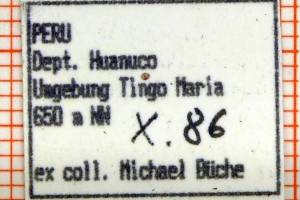 PERU
Dept. Huanuco
Umgebung Tingo Maria
650 m NN X. 86
ex coll. Michael Büche